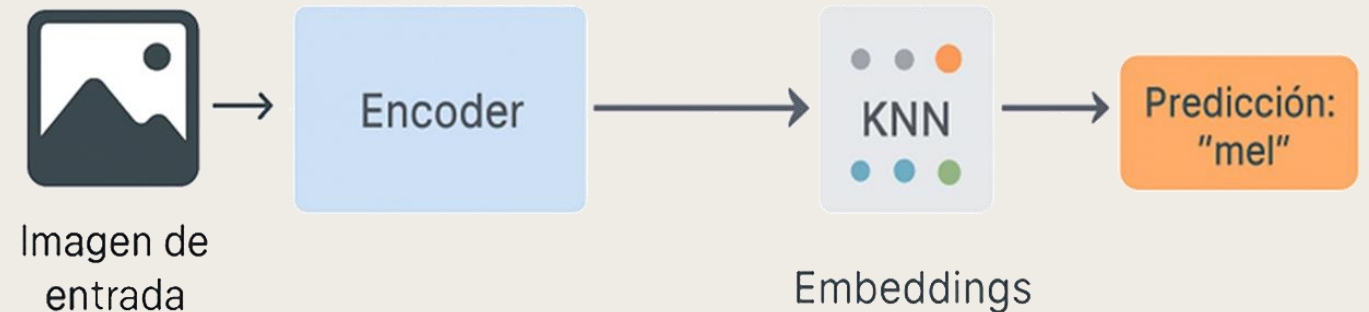 Imagen de
entrada
Encoder
KNN
Embeddings
Predicción:
"mel"